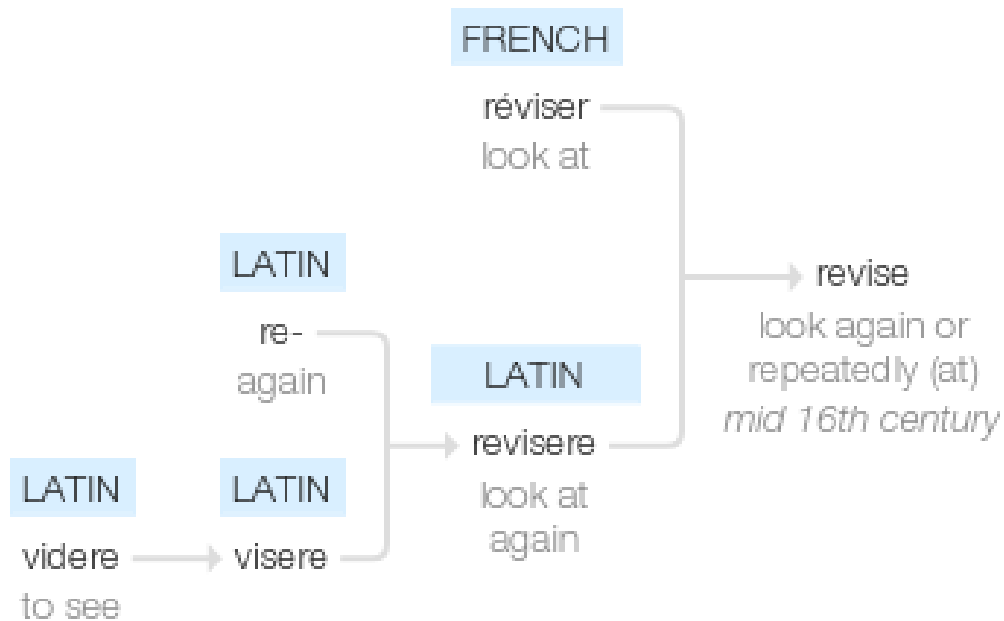 FRENCH
réviser
look at
LATIN
re-
again
revise
look again or
repeatedly (at)
mid 16th century
LATIN
revisere
look at
again
LATIN
videre
to see
LATIN
visere